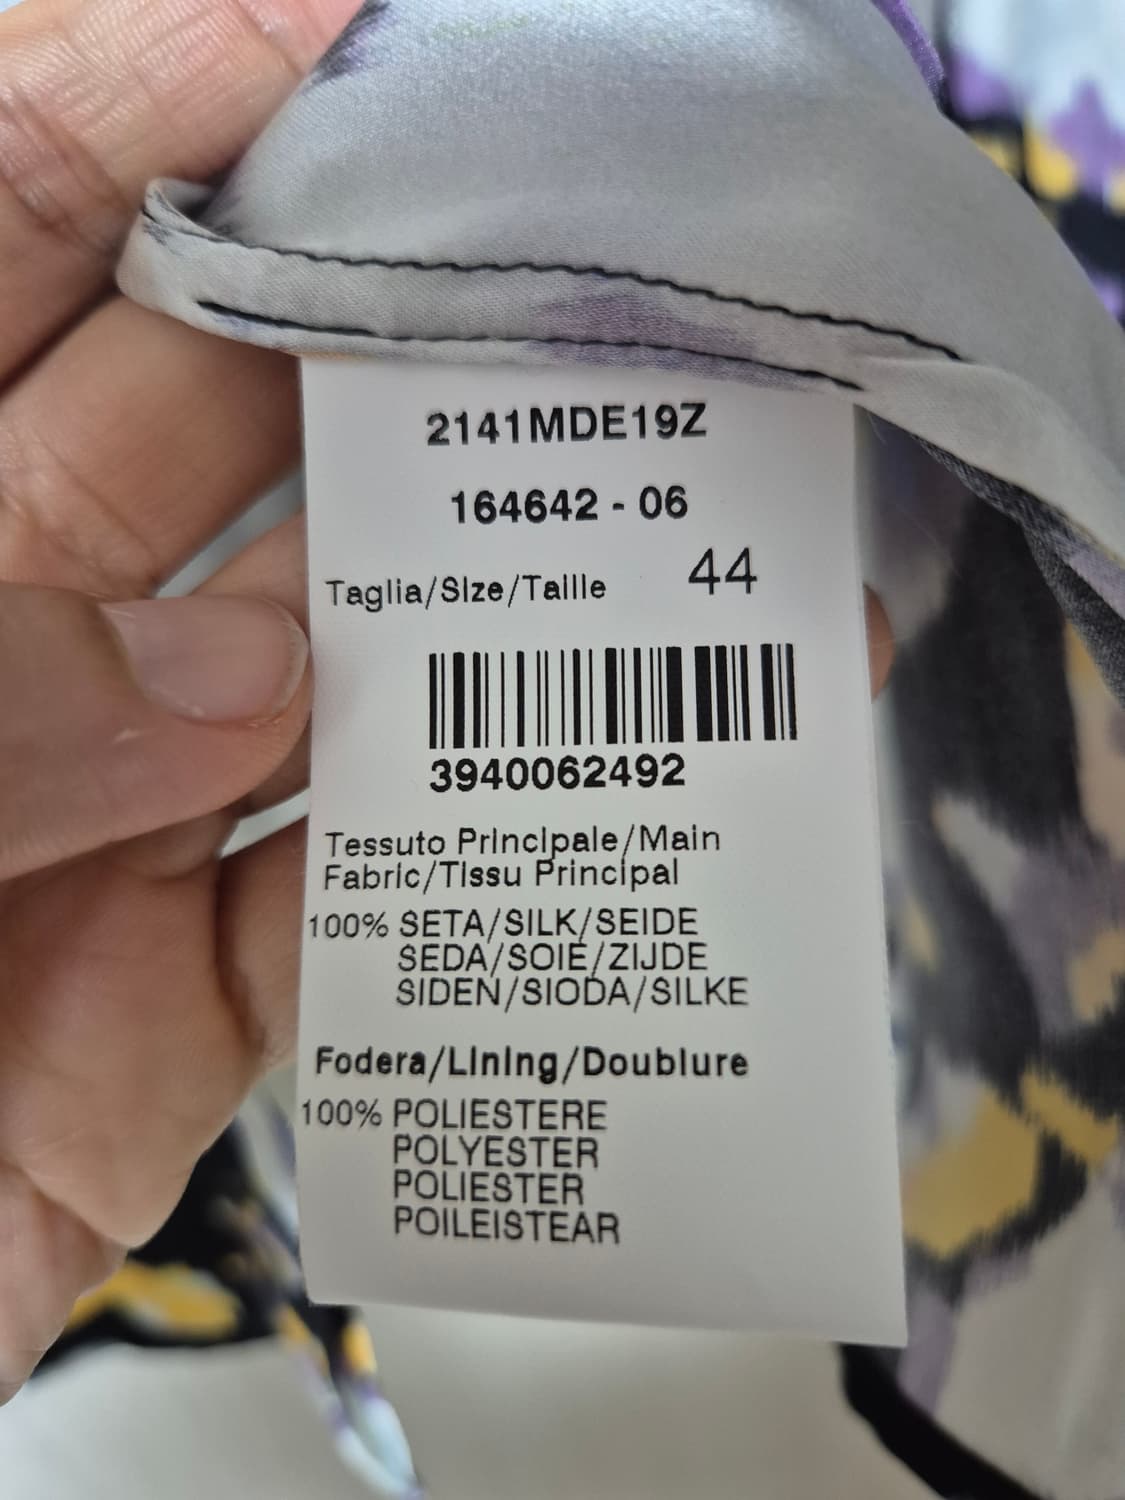 2141MDE19Z
164642 - 06
Taglia/Size/Taille 44
3940062492
Tessuto Principale/Main
Fabric/Tissu Principal
100% SETA/SILK/SEIDE
SEDA/SOIE/ZIJDE
SIDEN/SIODA/SILKE
Fodera/Lining/Doublure
100% POLIESTERE
POLYESTER
POLIESTER
POILEISTEAR